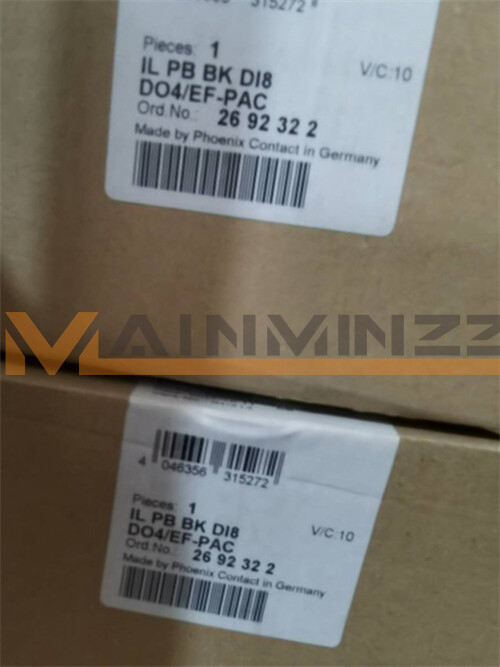 315272
Pieces: 1
IL PB BK DI8
DO4/EF-PAC
V/C:10
Ord.No.: 26 92 32 2
Made by Phoenix Contact in Germany
MAINMINZZ
4 046356 315272
Pieces: 1
IL PB BK DI8
DO4/EF-PAC
V/C:10
Ord.No.: 26 92 32 2
Made by Phoenix Contact in Germany